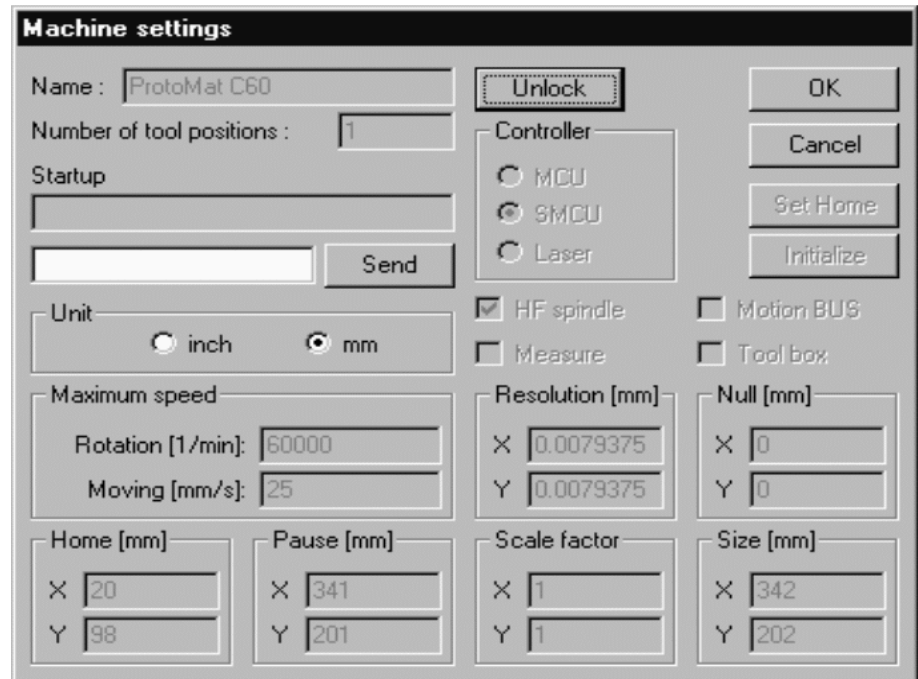 Machine settings
Name : ProtoMat C60
Unlock
OK
Number of tool positions : 1
Controller
Cancel
Startup
MCU
SMCU
Set Home
Send
Laser
Initialize
Unit
HF spindle
Motion BUS
inch
mm
Measure
Tool box
Maximum speed
Resolution [mm]
Null [mm]
Rotation [1/min]: 60000
X 0.0079375
X 0
Moving [mm/s]: 25
Y 0.0079375
Y 0
Home [mm]
Pause [mm]
Scale factor
Size [mm]
X 20
X 341
X 1
X 342
Y 98
Y 201
Y 1
Y 202